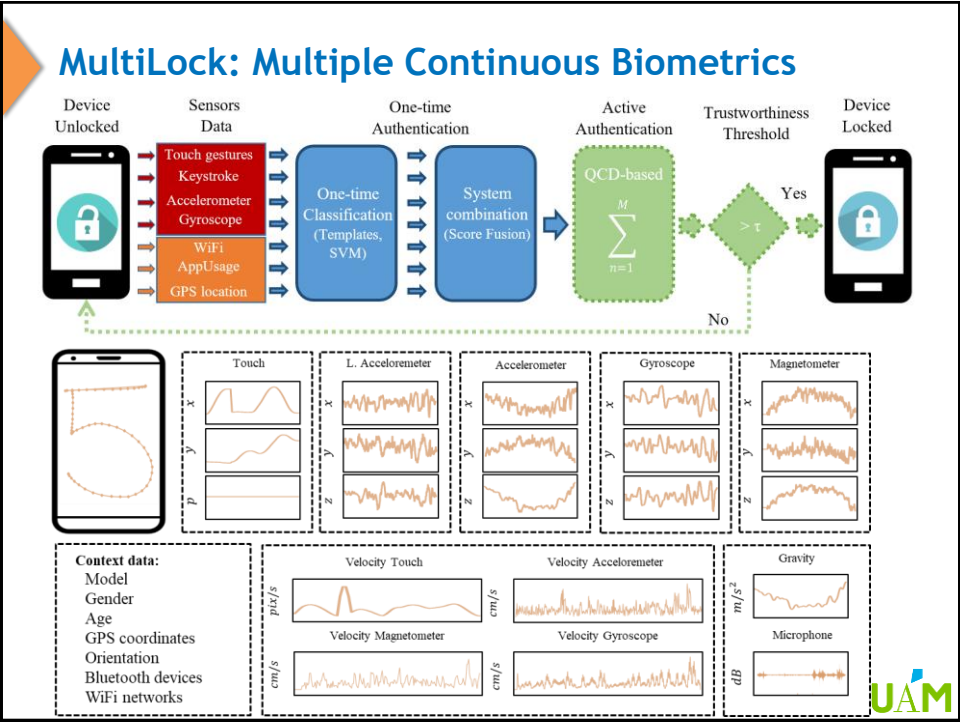 MultiLock: Multiple Continuous Biometrics
Device
Unlocked
Sensors
Data
One-time
Authentication
Active
Authentication
Trustworthiness
Threshold
Device
Locked
Touch gestures
Keystroke
Accelerometer
Gyroscope
WiFi
AppUsage
GPS location
One-time
Classification
(Templates,
SVM)
System
combination
(Score Fusion)
QCD-based
M
∑
n=1
> τ
Yes
No
Touch
x
y
p
L. Acceloremeter
x
y
z
Accelerometer
x
y
z
Gyroscope
x
y
z
Magnetometer
x
y
z
Context data:
Model
Gender
Age
GPS coordinates
Orientation
Bluetooth devices
WiFi networks
Velocity Touch
pix/s
Velocity Acceloremeter
cm/s
Velocity Magnetometer
cm/s
Velocity Gyroscope
cm/s
Gravity
m/s²
Microphone
dB
UAM